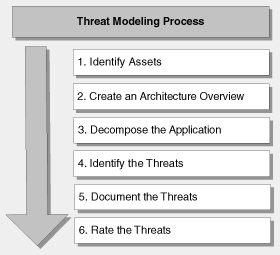 Threat Modeling Process
1. Identify Assets
2. Create an Architecture Overview
3. Decompose the Application
4. Identify the Threats
5. Document the Threats
6. Rate the Threats